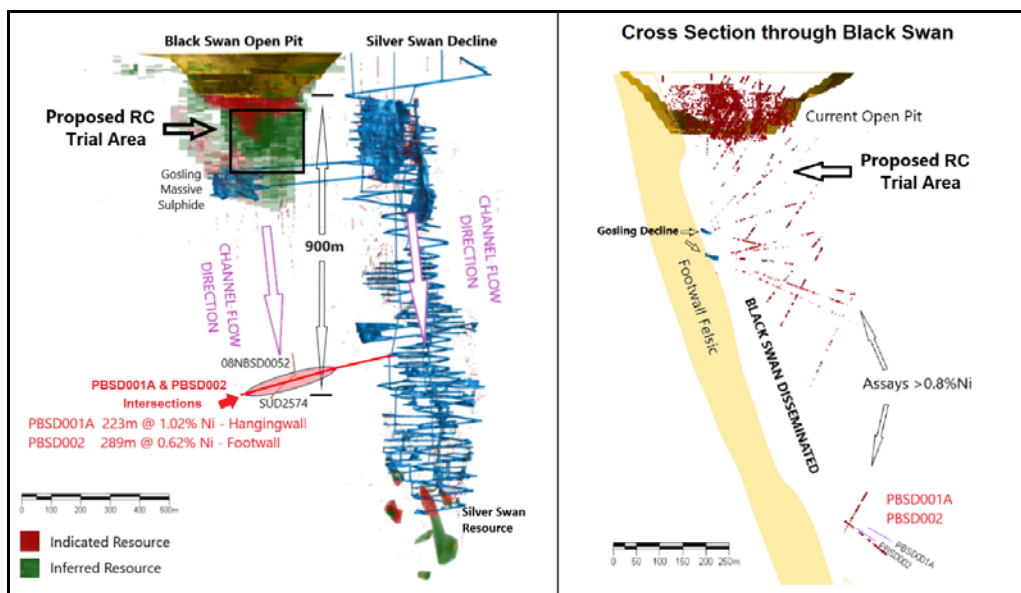 Black Swan Open Pit
Silver Swan Decline
Proposed RC
Trial Area
Gosling
Massive
Sulphide
CHANNEL-FLOW
DIRECTION
900m
CHANNEL-FLOW
DIRECTION
08NBSD0052
PBSD001A & PBSD002
Intersections
SUD2574
PBSD001A 223m @ 1.02% Ni - Hangingwall
PBSD002 289m @ 0.62% Ni - Footwall
0 100 200 300 400 500m
Silver Swan
Resource
Indicated Resource
Inferred Resource
Cross Section through Black Swan
Current Open Pit
Proposed RC
Trial Area
Gosling Decline
Footwall Felsic
BLACK SWAN DISSEMINATED
Assays >0.8%Ni
PBSD001A
PBSD002
PBSD001A
PBSD002
0 50 100 150 200 250m